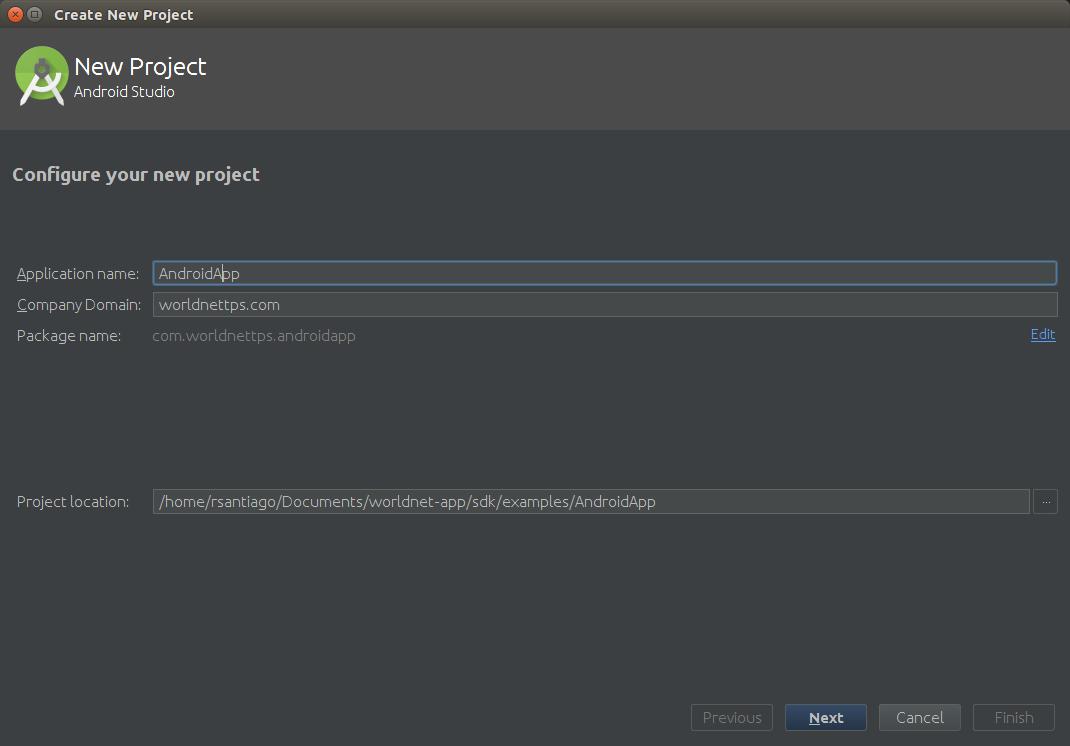 Create New Project
New Project
Android Studio
Configure your new project
Application name: AndroidApp
Company Domain: worldnettps.com
Package name: com.worldnettps.androidapp Edit
Project location: /home/rsantiago/Documents/worldnet-app/sdk/examples/AndroidApp ...
Previous Next Cancel Finish